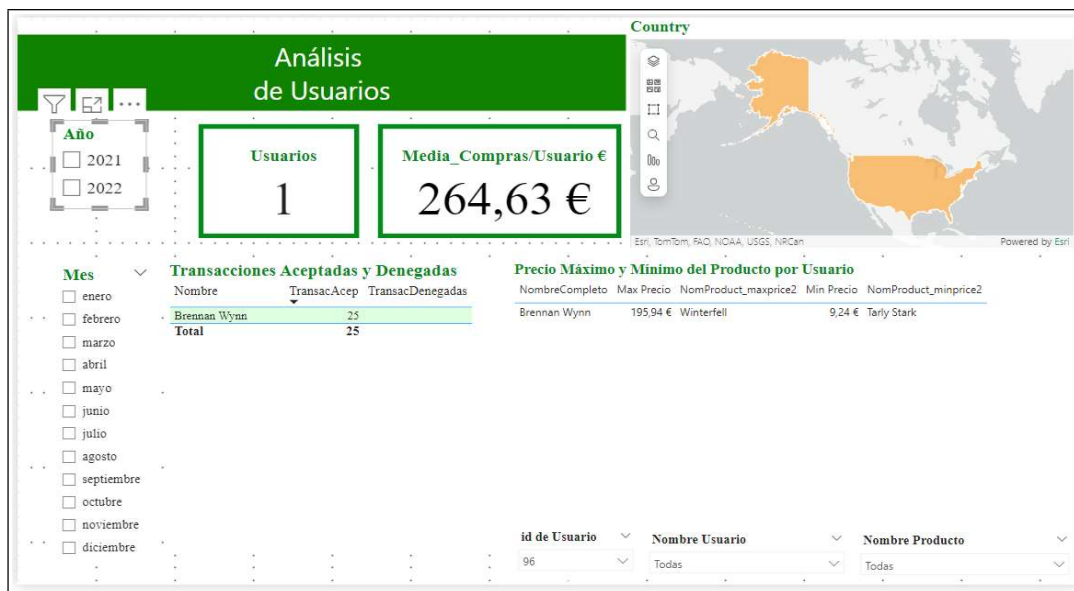 Análisis
de Usuarios
Country
Año
2021
2022
Usuarios
1
Media_Compras/Usuario €
264,63 €
Esri, TomTom, FAO, NOAA, USGS, NRCan
Powered by Esri
Mes
enero
febrero
marzo
abril
mayo
junio
julio
agosto
septiembre
octubre
noviembre
diciembre
Transacciones Aceptadas y Denegadas
Nombre TransacAcep TransacDenegadas
Brennan Wynn 25
Total 25
Precio Máximo y Mínimo del Producto por Usuario
NombreCompleto Max Precio NomProduct_maxprice2 Min Precio NomProduct_minprice2
Brennan Wynn 195,94 € Winterfell 9,24 € Tarly Stark
id de Usuario
96
Nombre Usuario
Todas
Nombre Producto
Todas